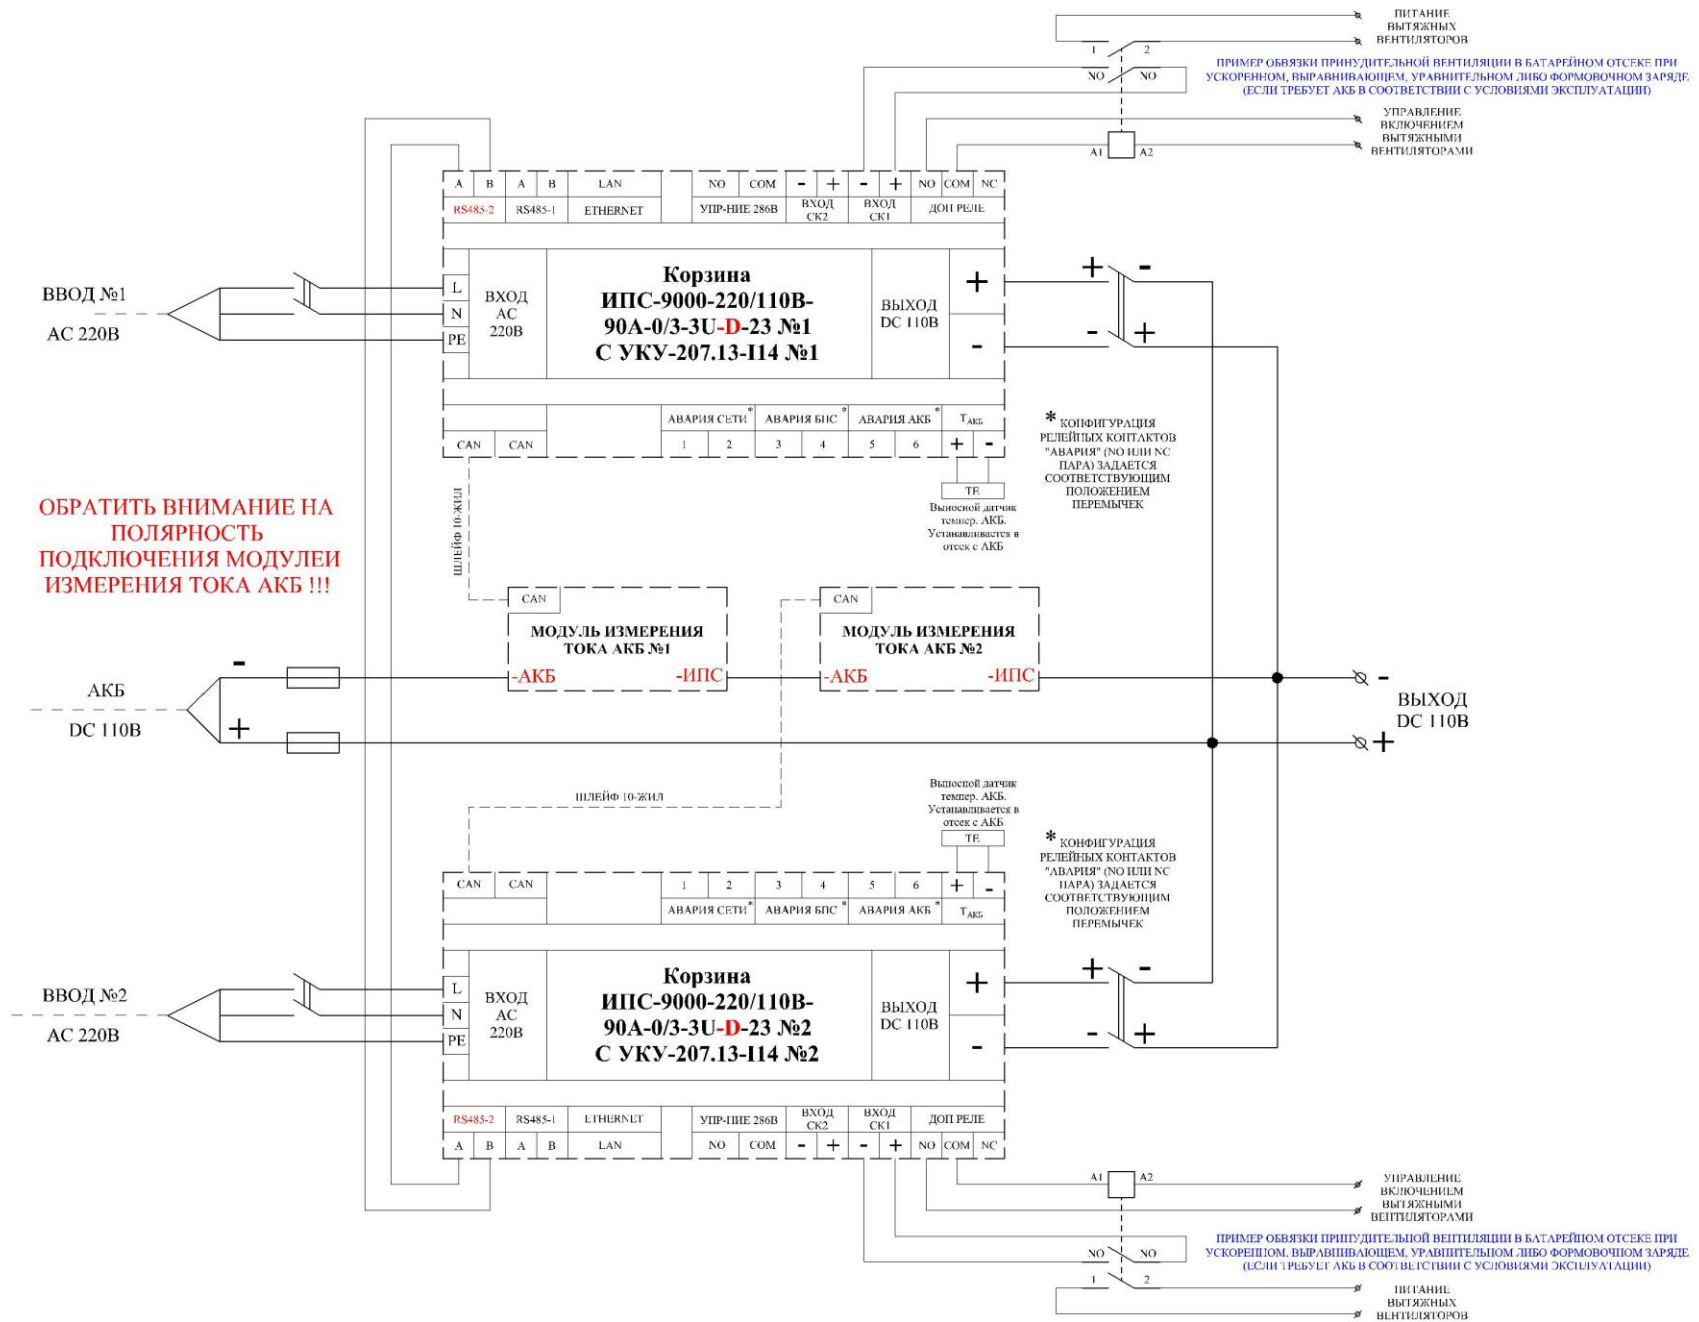 ПИТАНИЕ
ВЫТЯЖНЫХ
ВЕНТИЛЯТОРОВ
1
2
NO
NO
ПРИМЕР ОБВЯЗКИ ПРИНУДИТЕЛЬНОЙ ВЕНТИЛЯЦИИ В БАТАРЕЙНОМ ОТСЕКЕ ПРИ
УСКОРЕННОМ, ВЫРАВНИВАЮЩЕМ, УРАВНИТЕЛЬНОМ ЛИБО ФОРМОВОЧНОМ ЗАРЯДЕ
(ЕСЛИ ТРЕБУЕТ АКБ В СООТВЕТСТВИИ С УСЛОВИЯМИ ЭКСПЛУАТАЦИИ)
УПРАВЛЕНИЕ
ВКЛЮЧЕНИЕМ
ВЫТЯЖНЫМИ
ВЕНТИЛЯТОРАМИ
A1
A2
A B A B LAN NO COM - + - + NO COM NC
RS485-2 RS485-1 ETHERNET УПР-НИЕ 286В ВХОД СК2 ВХОД СК1 ДОП РЕЛЕ
ВВОД №1
АС 220В
L
N
PE
ВХОД
АС
220В
Корзина
ИПС-9000-220/110В-
90А-0/3-3U-D-23 №1
С УКУ-207.13-I14 №1
ВЫХОД
DC 110В
+
-
+ -
- +
АВАРИЯ СЕТИ* АВАРИЯ БПС* АВАРИЯ АКБ* TАКБ
CAN CAN 1 2 3 4 5 6 + -
TE
Выносной датчик
темпер. АКБ.
Устанавливается в
отсек с АКБ
* КОНФИГУРАЦИЯ
РЕЛЕЙНЫХ КОНТАКТОВ
"АВАРИЯ" (NO ИЛИ NC
ПАРА) ЗАДАЕТСЯ
СООТВЕТСТВУЮЩИМ
ПОЛОЖЕНИЕМ
ПЕРЕМЫЧЕК
ШЛЕЙФ 10-ЖИЛ
ОБРАТИТЬ ВНИМАНИЕ НА
ПОЛЯРНОСТЬ
ПОДКЛЮЧЕНИЯ МОДУЛЕЙ
ИЗМЕРЕНИЯ ТОКА АКБ !!!
CAN
МОДУЛЬ ИЗМЕРЕНИЯ
ТОКА АКБ №1
-АКБ -ИПС
CAN
МОДУЛЬ ИЗМЕРЕНИЯ
ТОКА АКБ №2
-АКБ -ИПС
АКБ
DC 110В
-
+
-
ВЫХОД
DC 110В
+
ШЛЕЙФ 10-ЖИЛ
Выносной датчик
темпер. АКБ.
Устанавливается в
отсек с АКБ
TE
* КОНФИГУРАЦИЯ
РЕЛЕЙНЫХ КОНТАКТОВ
"АВАРИЯ" (NO ИЛИ NC
ПАРА) ЗАДАЕТСЯ
СООТВЕТСТВУЮЩИМ
ПОЛОЖЕНИЕМ
ПЕРЕМЫЧЕК
CAN CAN 1 2 3 4 5 6 + -
АВАРИЯ СЕТИ* АВАРИЯ БПС* АВАРИЯ АКБ* TАКБ
ВВОД №2
АС 220В
L
N
PE
ВХОД
АС
220В
Корзина
ИПС-9000-220/110В-
90А-0/3-3U-D-23 №2
С УКУ-207.13-I14 №2
ВЫХОД
DC 110В
+
-
+ -
- +
RS485-2 RS485-1 ETHERNET УПР-НИЕ 286В ВХОД СК2 ВХОД СК1 ДОП РЕЛЕ
A B A B LAN NO COM - + - + NO COM NC
A1
A2
УПРАВЛЕНИЕ
ВКЛЮЧЕНИЕМ
ВЫТЯЖНЫМИ
ВЕНТИЛЯТОРАМИ
ПРИМЕР ОБВЯЗКИ ПРИНУДИТЕЛЬНОЙ ВЕНТИЛЯЦИИ В БАТАРЕЙНОМ ОТСЕКЕ ПРИ
УСКОРЕННОМ, ВЫРАВНИВАЮЩЕМ, УРАВНИТЕЛЬНОМ ЛИБО ФОРМОВОЧНОМ ЗАРЯДЕ
(ЕСЛИ ТРЕБУЕТ АКБ В СООТВЕТСТВИИ С УСЛОВИЯМИ ЭКСПЛУАТАЦИИ)
NO
NO
1
2
ПИТАНИЕ
ВЫТЯЖНЫХ
ВЕНТИЛЯТОРОВ